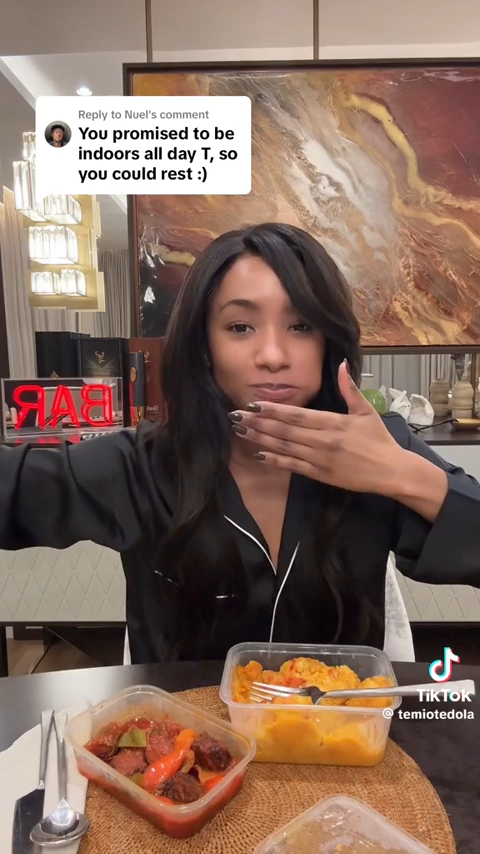 Reply to Nuel's comment
You promised to be
indoors all day T, so
you could rest :)
BAR
TikTok
@ temiotedola